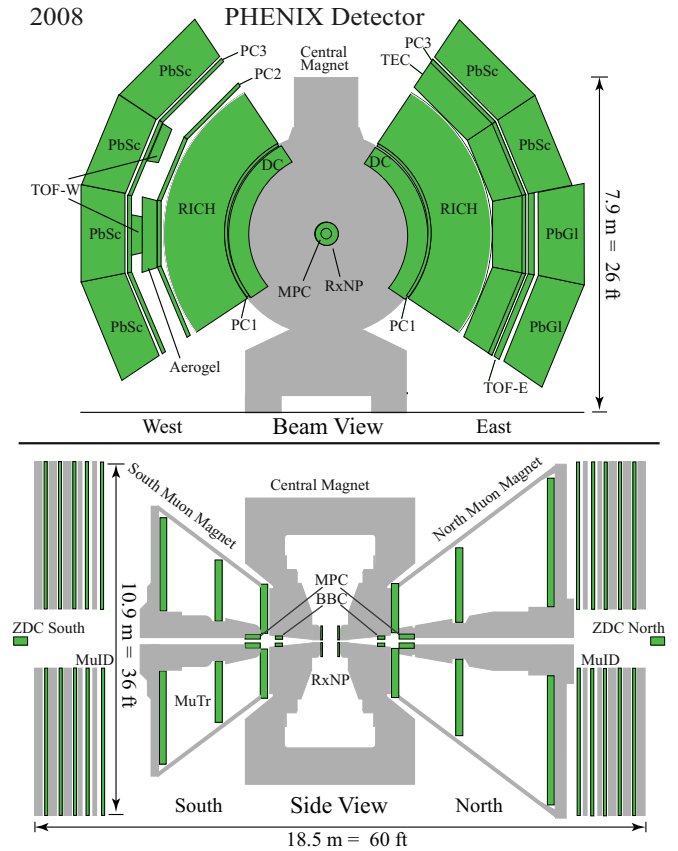 2008
PHENIX Detector
PC3
PC2
Central
Magnet
PC3
TEC
PbSc
PbSc
PbSc
PbSc
DC
DC
TOF-W
RICH
RICH
PbSc
PbGl
7.9 m = 26 ft
MPC
RxNP
PbSc
PC1
PC1
PbGl
Aerogel
TOF-E
West
Beam View
East
South Muon Magnet
Central Magnet
North Muon Magnet
10.9 m = 36 ft
MPC
BBC
ZDC South
ZDC North
MuID
MuID
RxNP
MuTr
South
Side View
North
18.5 m = 60 ft